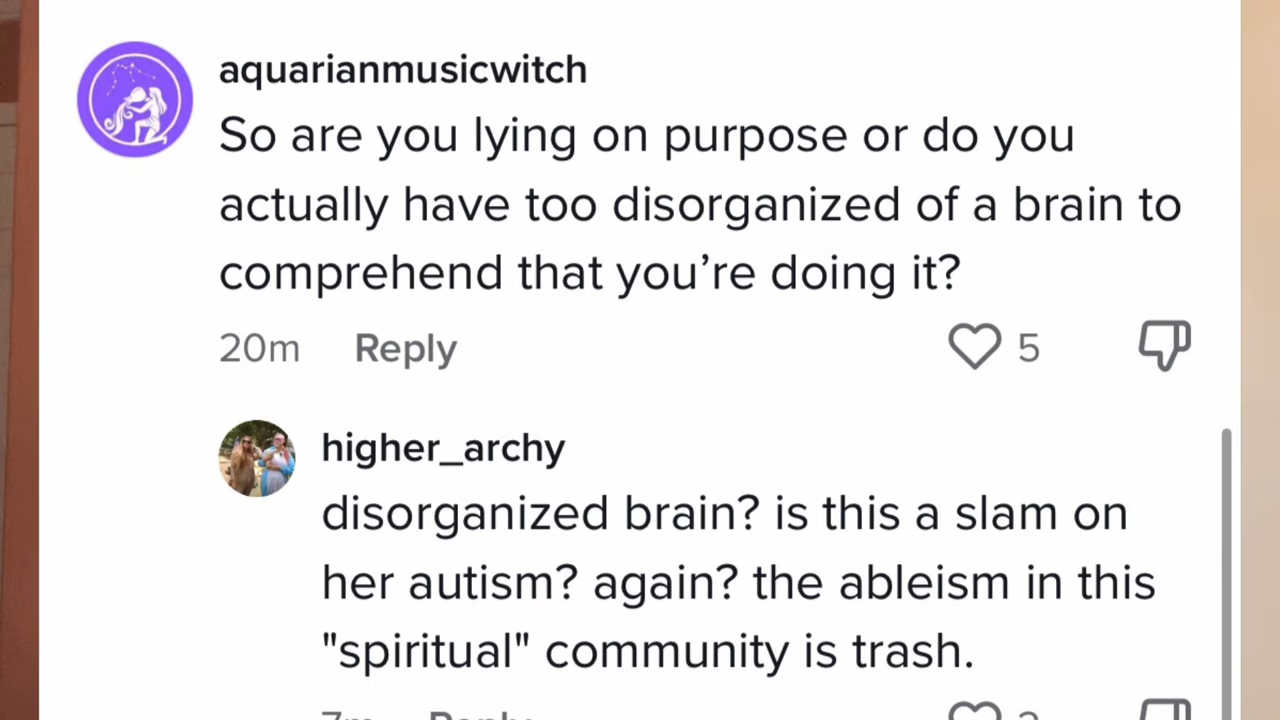 aquarianmusicwitch
So are you lying on purpose or do you
actually have too disorganized of a brain to
comprehend that you’re doing it?
20m Reply 5
higher_archy
disorganized brain? is this a slam on
her autism? again? the ableism in this
"spiritual" community is trash.